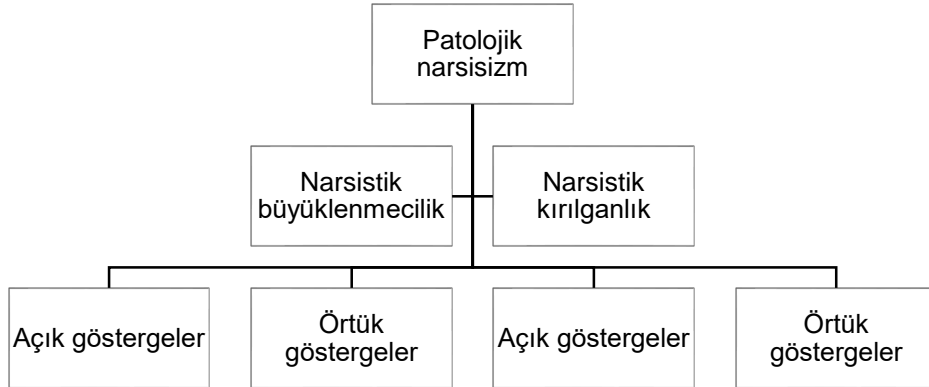 Patolojik
narsisizm
Narsistik
büyüklenmecilik
Narsistik
kırılganlık
Açık göstergeler
Örtük
göstergeler
Açık göstergeler
Örtük
göstergeler